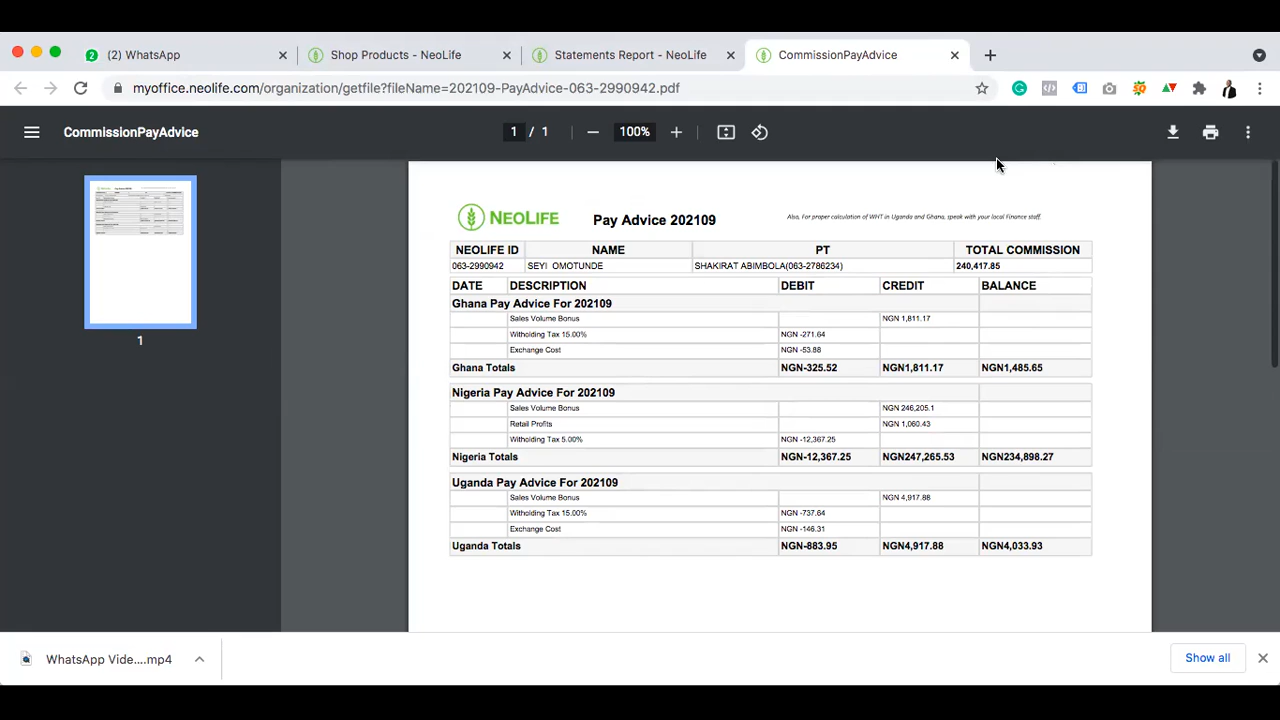 (2) WhatsApp
Shop Products - NeoLife
Statements Report - NeoLife
CommissionPayAdvice
myoffice.neolife.com/organization/getfile?fileName=202109-PayAdvice-063-2990942.pdf
CommissionPayAdvice
1 / 1
100%
1
NEOLIFE Pay Advice 202109 Also, For proper calculation of WHT in Uganda and Ghana, speak with your local Finance staff.
NEOLIFE ID NAME PT TOTAL COMMISSION
063-2990942 SEYI OMOTUNDE SHAKIRAT ABIMBOLA(063-2786234) 240,417.85
DATE DESCRIPTION DEBIT CREDIT BALANCE
Ghana Pay Advice For 202109
Sales Volume Bonus NGN 1,811.17
Witholding Tax 15.00% NGN -271.64
Exchange Cost NGN -53.88
Ghana Totals NGN-325.52 NGN1,811.17 NGN1,485.65
Nigeria Pay Advice For 202109
Sales Volume Bonus NGN 246,205.1
Retail Profits NGN 1,060.43
Witholding Tax 5.00% NGN -12,367.25
Nigeria Totals NGN-12,367.25 NGN247,265.53 NGN234,898.27
Uganda Pay Advice For 202109
Sales Volume Bonus NGN 4,917.88
Witholding Tax 15.00% NGN -737.64
Exchange Cost NGN -146.31
Uganda Totals NGN-883.95 NGN4,917.88 NGN4,033.93
WhatsApp Vide....mp4
Show all